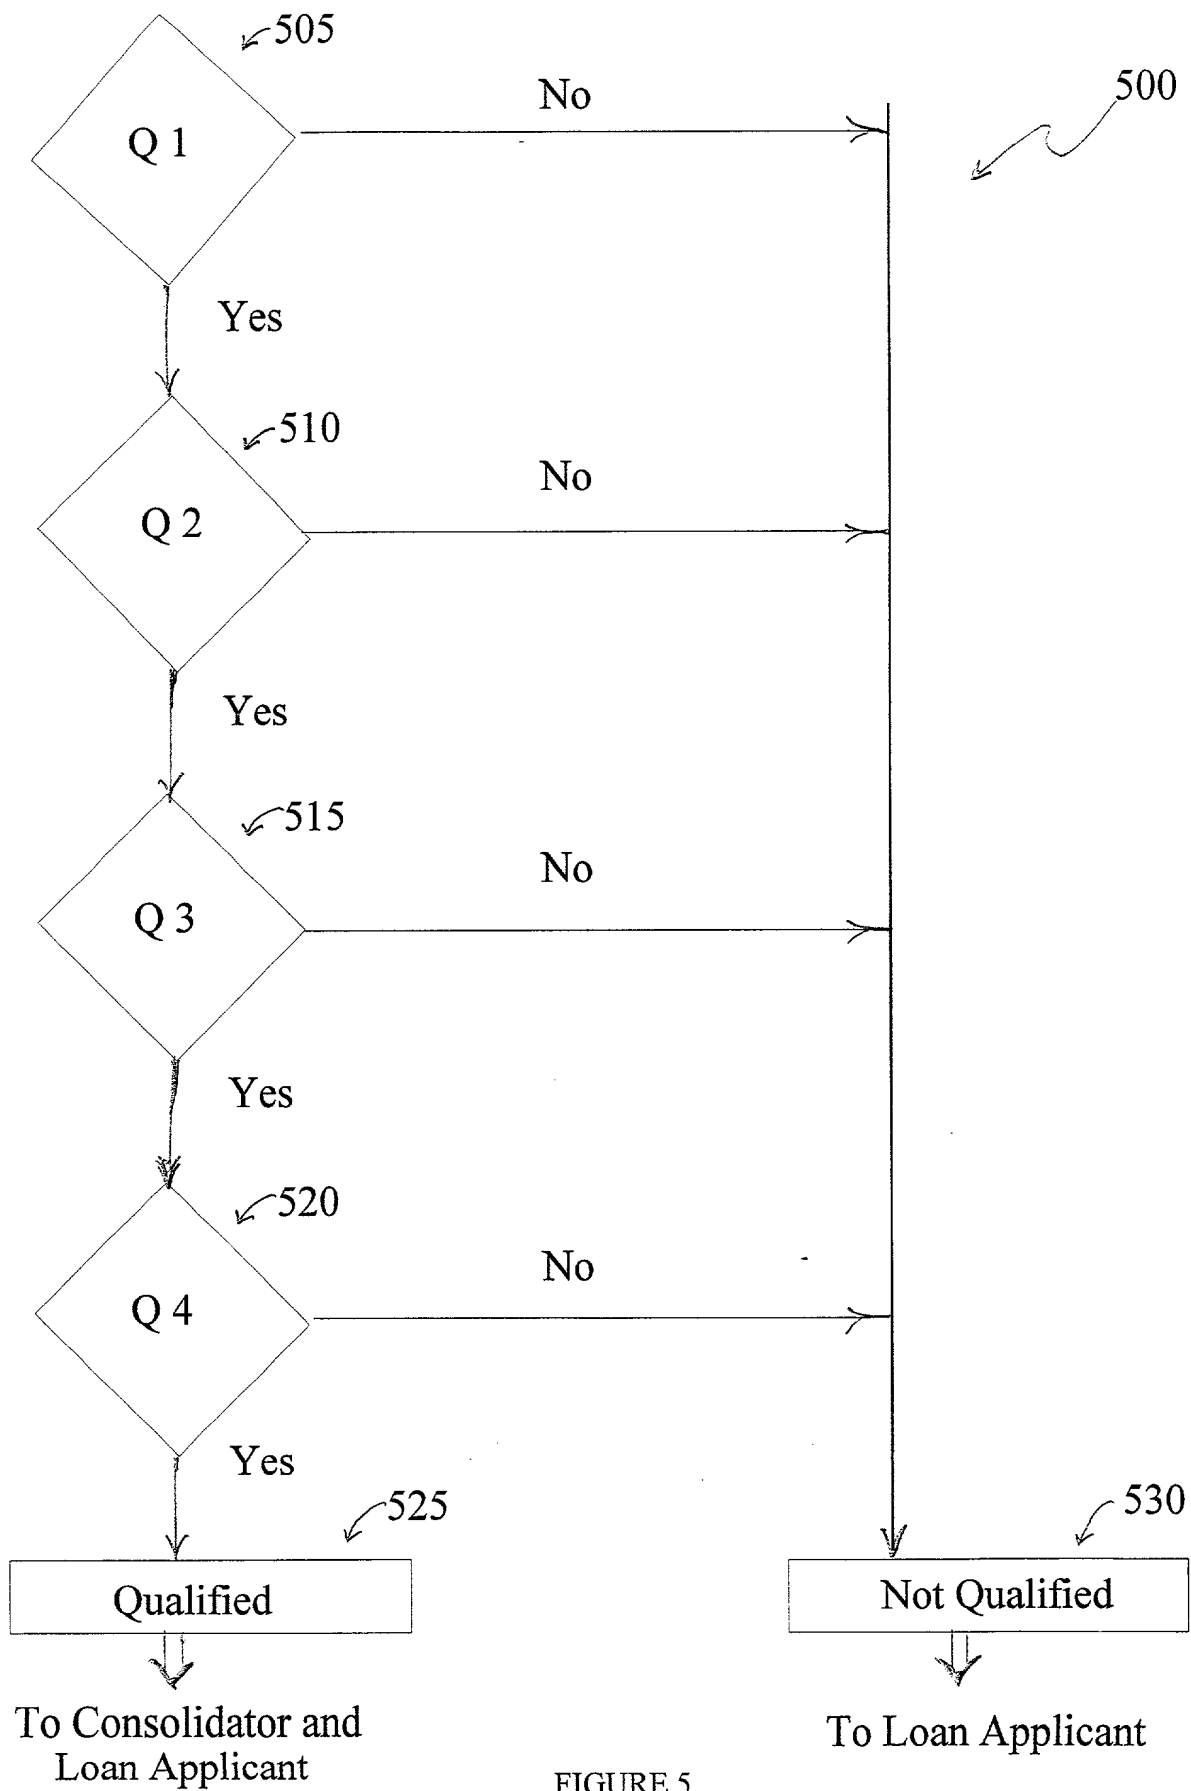 505
500
No
Q 1
Yes
510
No
Q 2
Yes
515
No
Q 3
Yes
520
No
Q 4
Yes
525
530
Qualified
Not Qualified
To Consolidator and
Loan Applicant
To Loan Applicant
FIGURE 5